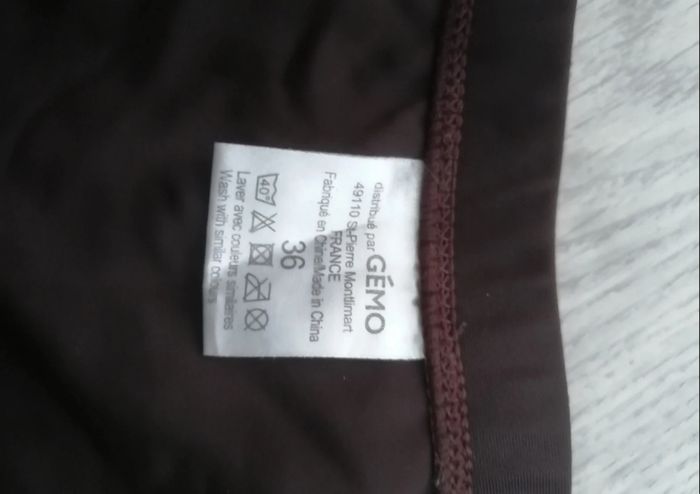 distribué par GÉMO
49110 St-Pierre Montlimart
FRANCE
Fabriqué en Chine/Made in China
36
40°
Laver avec couleurs similaires
Wash with similar colours